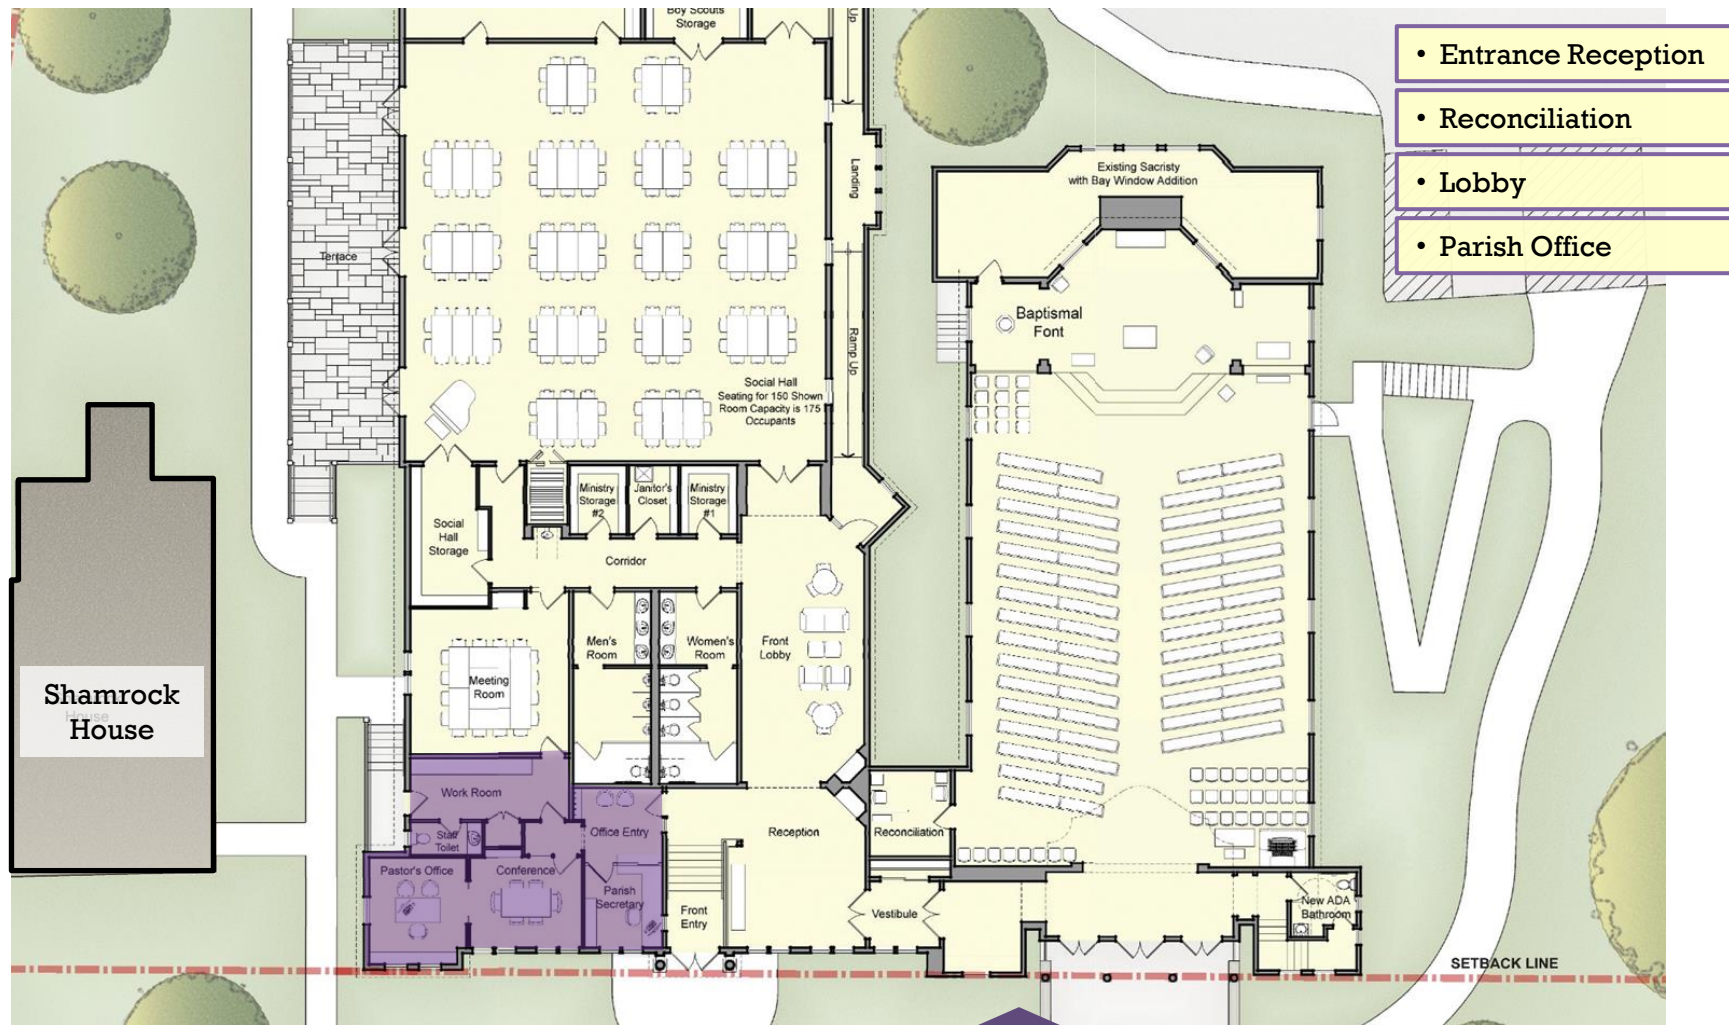 Boy Scouts
Storage
Up
Up
• Entrance Reception
• Reconciliation
• Lobby
• Parish Office
Landing
Existing Sacristy
with Bay Window Addition
Terrace
Baptismal
Font
Ramp Up
Social Hall
Seating for 150 Shown
Room Capacity is 175
Occupants
Ministry
Storage
#2
Janitor's
Closet
Ministry
Storage
#1
Social
Hall
Storage
Corridor
Men's
Room
Women's
Room
Front
Lobby
Meeting
Room
Shamrock
House
House
Work Room
Staff
Toilet
Office Entry
Reception
Reconciliation
Pastor's Office
Conference
Parish
Secretary
Front
Entry
Vestibule
New ADA
Bathroom
SETBACK LINE